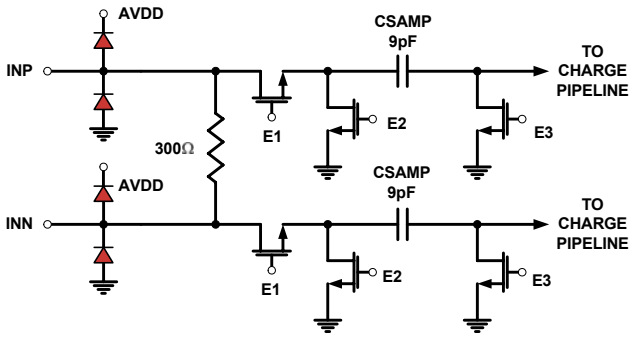 AVDD
CSAMP
9pF
INP
TO
CHARGE
PIPELINE
E1
E2
E3
300Ω
AVDD
CSAMP
9pF
INN
TO
CHARGE
PIPELINE
E1
E2
E3